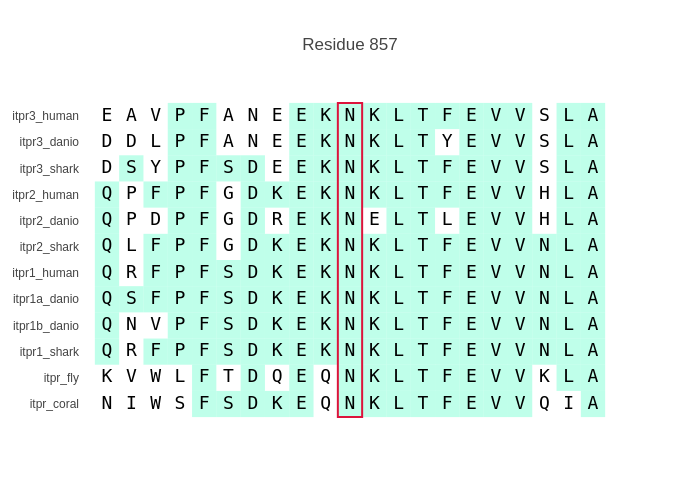 Residue 857
itpr3_human E A V P F A N E E K N K L T F E V V S L A
itpr3_danio D D L P F A N E E K N K L T Y E V V S L A
itpr3_shark D S Y P F S D E E K N K L T F E V V S L A
itpr2_human Q P F P F G D K E K N K L T F E V V H L A
itpr2_danio Q P D P F G D R E K N E L T L E V V H L A
itpr2_shark Q L F P F G D K E K N K L T F E V V N L A
itpr1_human Q R F P F S D K E K N K L T F E V V N L A
itpr1a_danio Q S F P F S D K E K N K L T F E V V N L A
itpr1b_danio Q N V P F S D K E K N K L T F E V V N L A
itpr1_shark Q R F P F S D K E K N K L T F E V V N L A
itpr_fly K V W L F T D Q E Q N K L T F E V V K L A
itpr_coral N I W S F S D K E Q N K L T F E V V Q I A